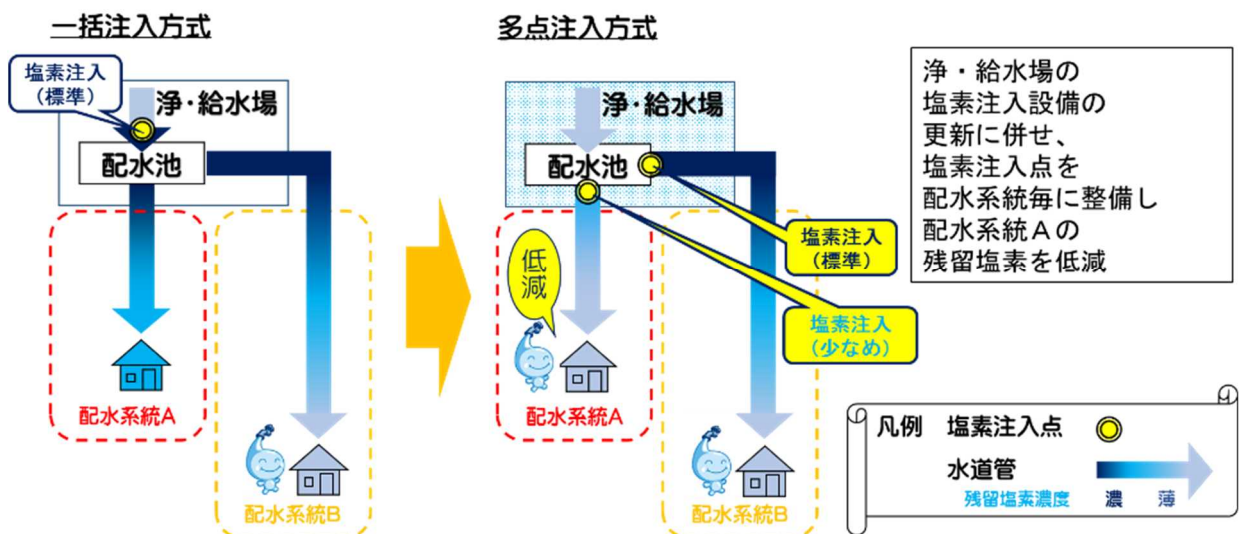 一括注入方式
塩素注入
(標準)
浄・給水場
配水池
配水系統A
配水系統B
多点注入方式
浄・給水場
配水池
塩素注入
(標準)
塩素注入
(少なめ)
低減
配水系統A
配水系統B
浄・給水場の
塩素注入設備の
更新に併せ、
塩素注入点を
配水系統毎に整備し
配水系統Aの
残留塩素を低減
凡例 塩素注入点
水道管
残留塩素濃度 濃 薄